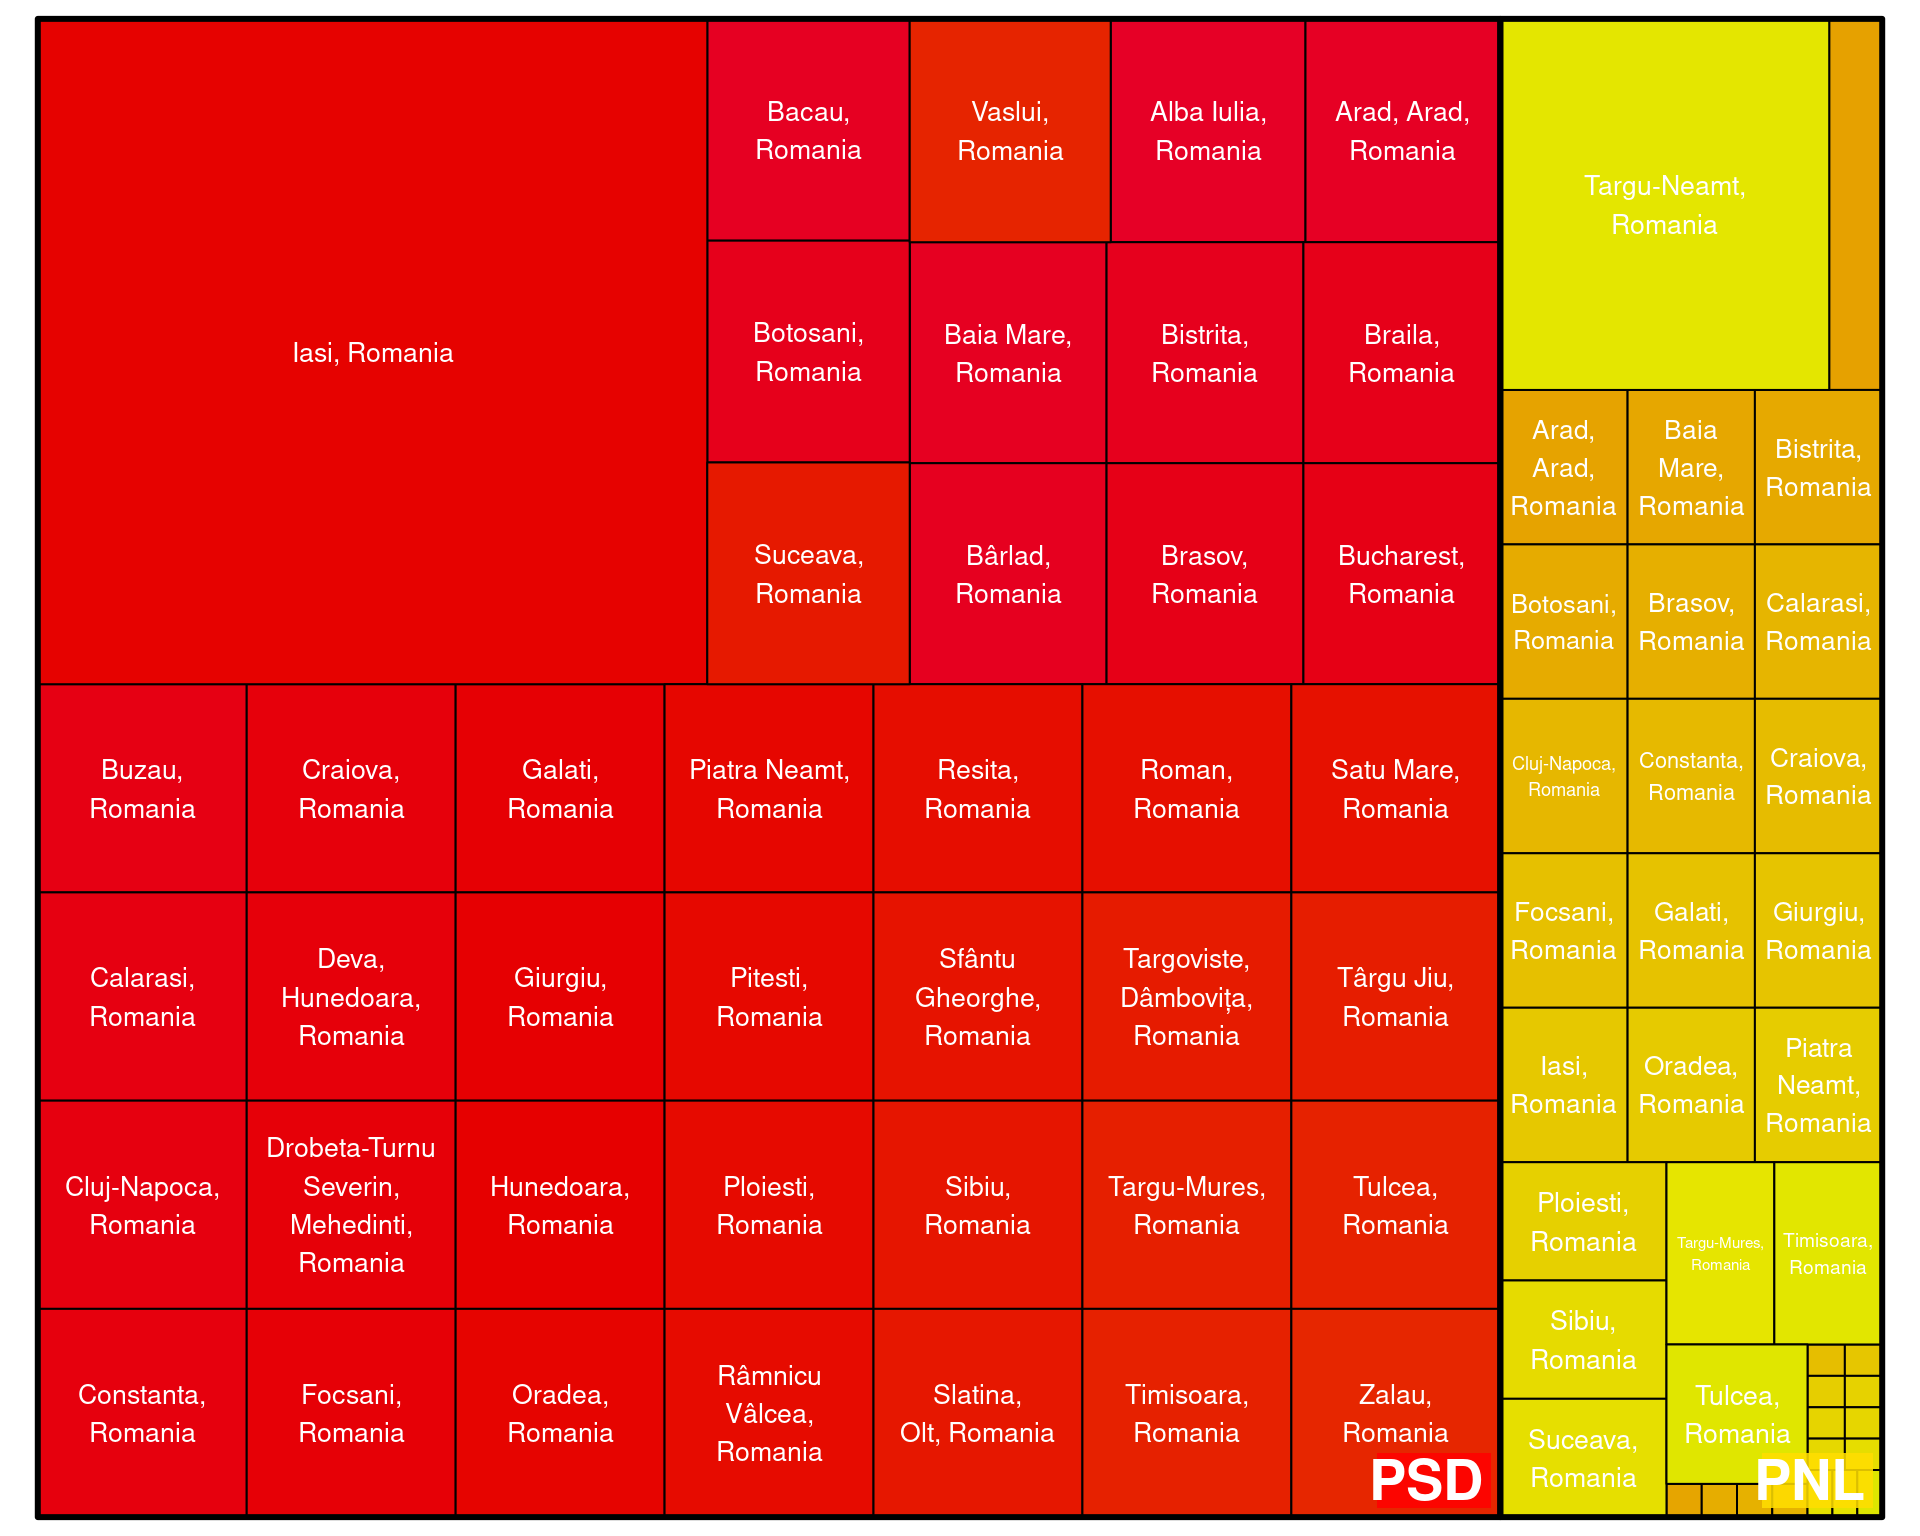 Iasi, Romania
Bacau,
Romania
Vaslui,
Romania
Alba Iulia,
Romania
Arad, Arad,
Romania
Botosani,
Romania
Baia Mare,
Romania
Bistrita,
Romania
Braila,
Romania
Suceava,
Romania
Bârlad,
Romania
Brasov,
Romania
Bucharest,
Romania
Buzau,
Romania
Craiova,
Romania
Galati,
Romania
Piatra Neamt,
Romania
Resita,
Romania
Roman,
Romania
Satu Mare,
Romania
Calarasi,
Romania
Deva,
Hunedoara,
Romania
Giurgiu,
Romania
Pitesti,
Romania
Sfântu
Gheorghe,
Romania
Targoviste,
Dâmbovița,
Romania
Târgu Jiu,
Romania
Cluj-Napoca,
Romania
Drobeta-Turnu
Severin,
Mehedinti,
Romania
Hunedoara,
Romania
Ploiesti,
Romania
Sibiu,
Romania
Targu-Mures,
Romania
Tulcea,
Romania
Constanta,
Romania
Focsani,
Romania
Oradea,
Romania
Râmnicu
Vâlcea,
Romania
Slatina,
Olt, Romania
Timisoara,
Romania
Zalau,
Romania
PSD
Targu-Neamt,
Romania
Arad,
Arad,
Romania
Baia
Mare,
Romania
Bistrita,
Romania
Botosani,
Romania
Brasov,
Romania
Calarasi,
Romania
Cluj-Napoca,
Romania
Constanta,
Romania
Craiova,
Romania
Focsani,
Romania
Galati,
Romania
Giurgiu,
Romania
Iasi,
Romania
Oradea,
Romania
Piatra
Neamt,
Romania
Ploiesti,
Romania
Targu-Mures,
Romania
Timisoara,
Romania
Sibiu,
Romania
Tulcea,
Romania
Suceava,
Romania
PNL